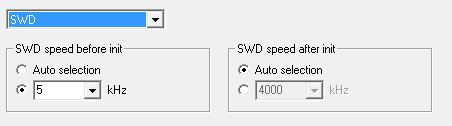 SWD
SWD speed before init
SWD speed after init
Auto selection
Auto selection
5 kHz
4000 kHz